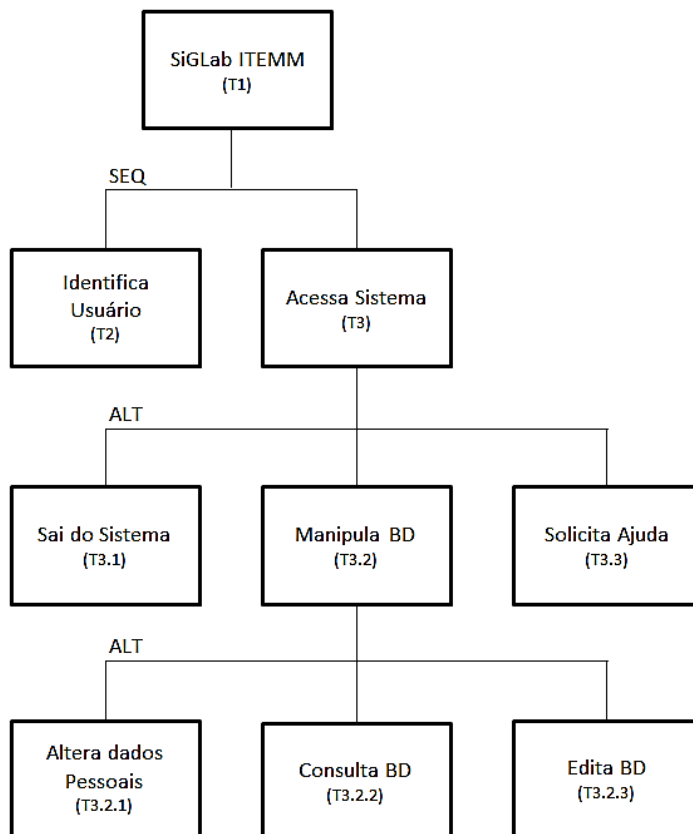 SiGLab ITEMM
(T1)
SEQ
Identifica
Usuário
(T2)
Acessa Sistema
(T3)
ALT
Sai do Sistema
(T3.1)
Manipula BD
(T3.2)
Solicita Ajuda
(T3.3)
ALT
Altera dados
Pessoais
(T3.2.1)
Consulta BD
(T3.2.2)
Edita BD
(T3.2.3)